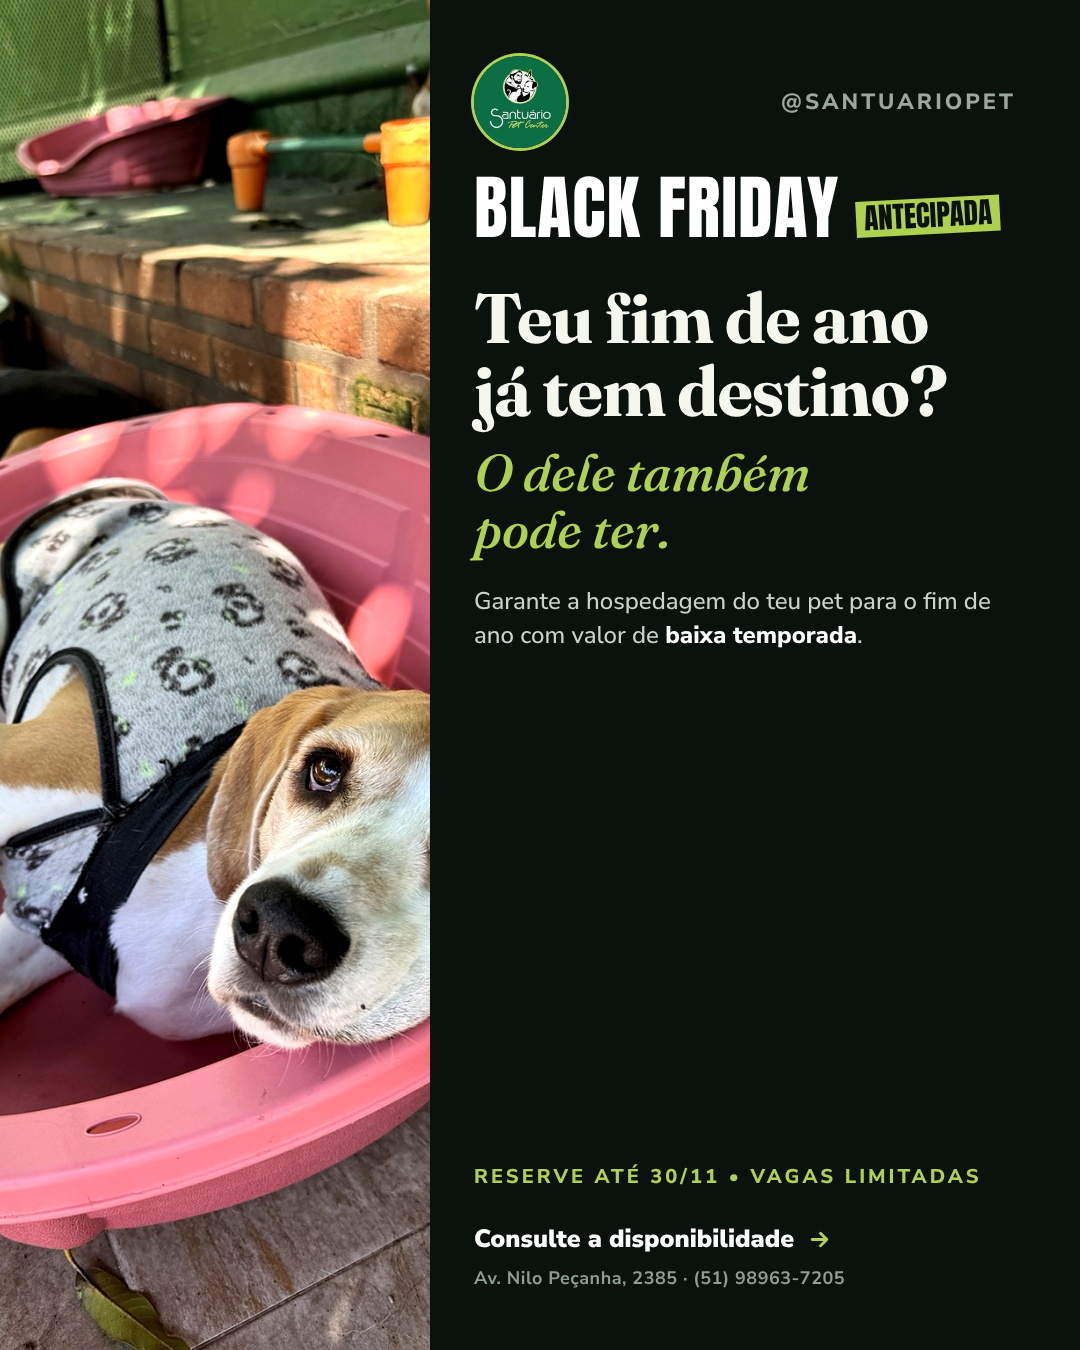 Santuário
Pet Center
@SANTUARIOPET
BLACK FRIDAY ANTECIPADA
Teu fim de ano
já tem destino?
O dele também
pode ter.
Garante a hospedagem do teu pet para o fim de
ano com valor de baixa temporada.
RESERVE ATÉ 30/11 • VAGAS LIMITADAS
Consulte a disponibilidade →
Av. Nilo Peçanha, 2385 · (51) 98963-7205